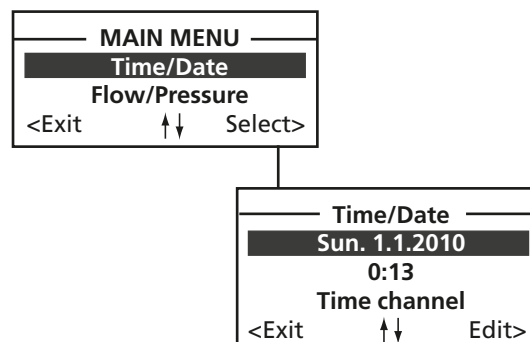 MAIN MENU
Time/Date
Flow/Pressure
<Exit ↑↓ Select>
Time/Date
Sun. 1.1.2010
0:13
Time channel
<Exit ↑↓ Edit>